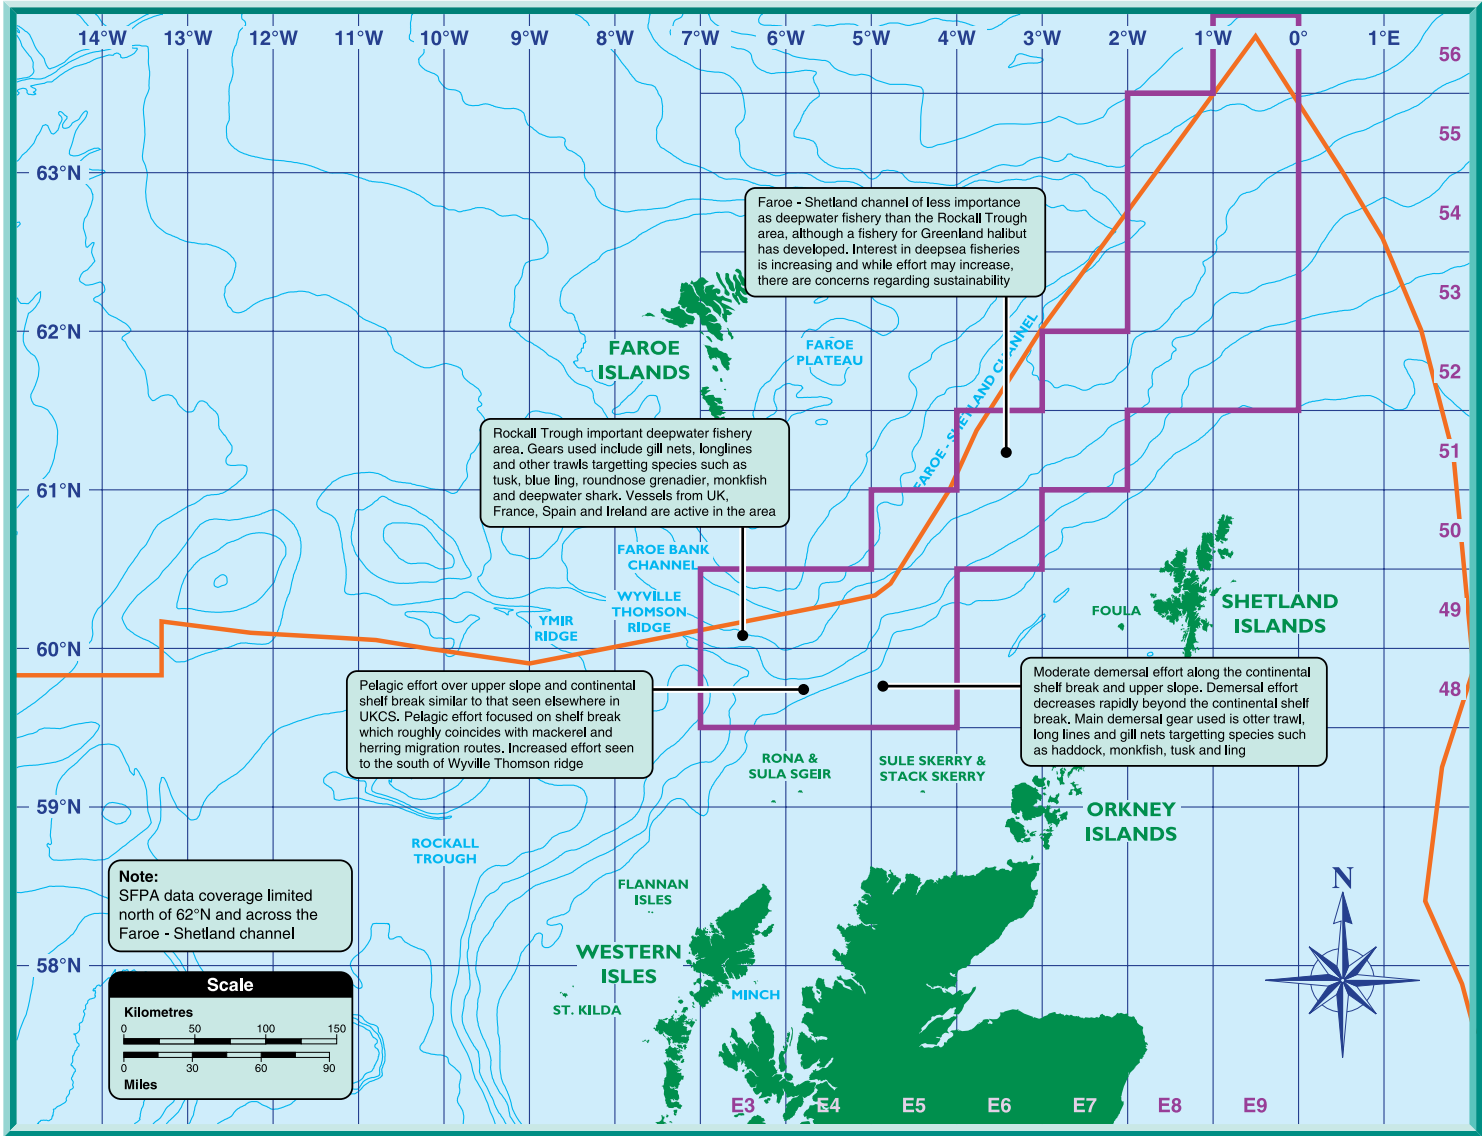 14°W 13°W 12°W 11°W 10°W 9°W 8°W 7°W 6°W 5°W 4°W 3°W 2°W 1°W 0° 1°E
56
55
63°N
54
Faroe - Shetland channel of less importance
as deepwater fishery than the Rockall Trough
area, although a fishery for Greenland halibut
has developed. Interest in deepsea fisheries
is increasing and while effort may increase,
there are concerns regarding sustainability
53
62°N
FAROE
ISLANDS
FAROE
PLATEAU
FAROE - SHETLAND CHANNEL
52
Rockall Trough important deepwater fishery
area. Gears used include gill nets, longlines
and other trawls targetting species such as
tusk, blue ling, roundnose grenadier, monkfish
and deepwater shark. Vessels from UK,
France, Spain and Ireland are active in the area
51
61°N
50
FAROE BANK
CHANNEL
WYVILLE
THOMSON
RIDGE
YMIR
RIDGE
FOULA
SHETLAND
ISLANDS
49
60°N
Pelagic effort over upper slope and continental
shelf break similar to that seen elsewhere in
UKCS. Pelagic effort focused on shelf break
which roughly coincides with mackerel and
herring migration routes. Increased effort seen
to the south of Wyville Thomson ridge
Moderate demersal effort along the continental
shelf break and upper slope. Demersal effort
decreases rapidly beyond the continental shelf
break. Main demersal gear used is otter trawl,
long lines and gill nets targetting species such
as haddock, monkfish, tusk and ling
48
RONA &
SULA SGEIR
SULE SKERRY &
STACK SKERRY
59°N
ORKNEY
ISLANDS
ROCKALL
TROUGH
Note:
SFPA data coverage limited
north of 62°N and across the
Faroe - Shetland channel
FLANNAN
ISLES
N
WESTERN
ISLES
58°N
MINCH
ST. KILDA
Scale
Kilometres
0 50 100 150
0 30 60 90
Miles
E3 E4 E5 E6 E7 E8 E9